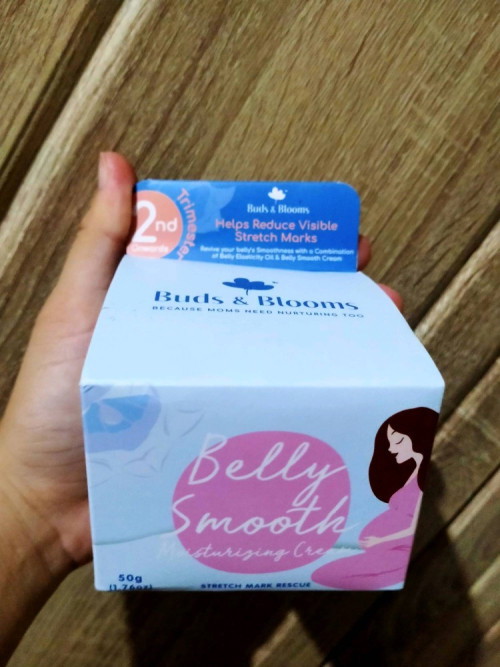 2nd
Onwards
Trimester
Buds & Blooms
Helps Reduce Visible
Stretch Marks
Revive your belly's Smoothness with a Combination
of Belly Elasticity Oil & Belly Smooth Cream
Buds & Blooms
BECAUSE MOMS NEED NURTURING TOO
Belly
Smooth
Moisturising Cream
50g
(1.76oz)
STRETCH MARK RESCUE